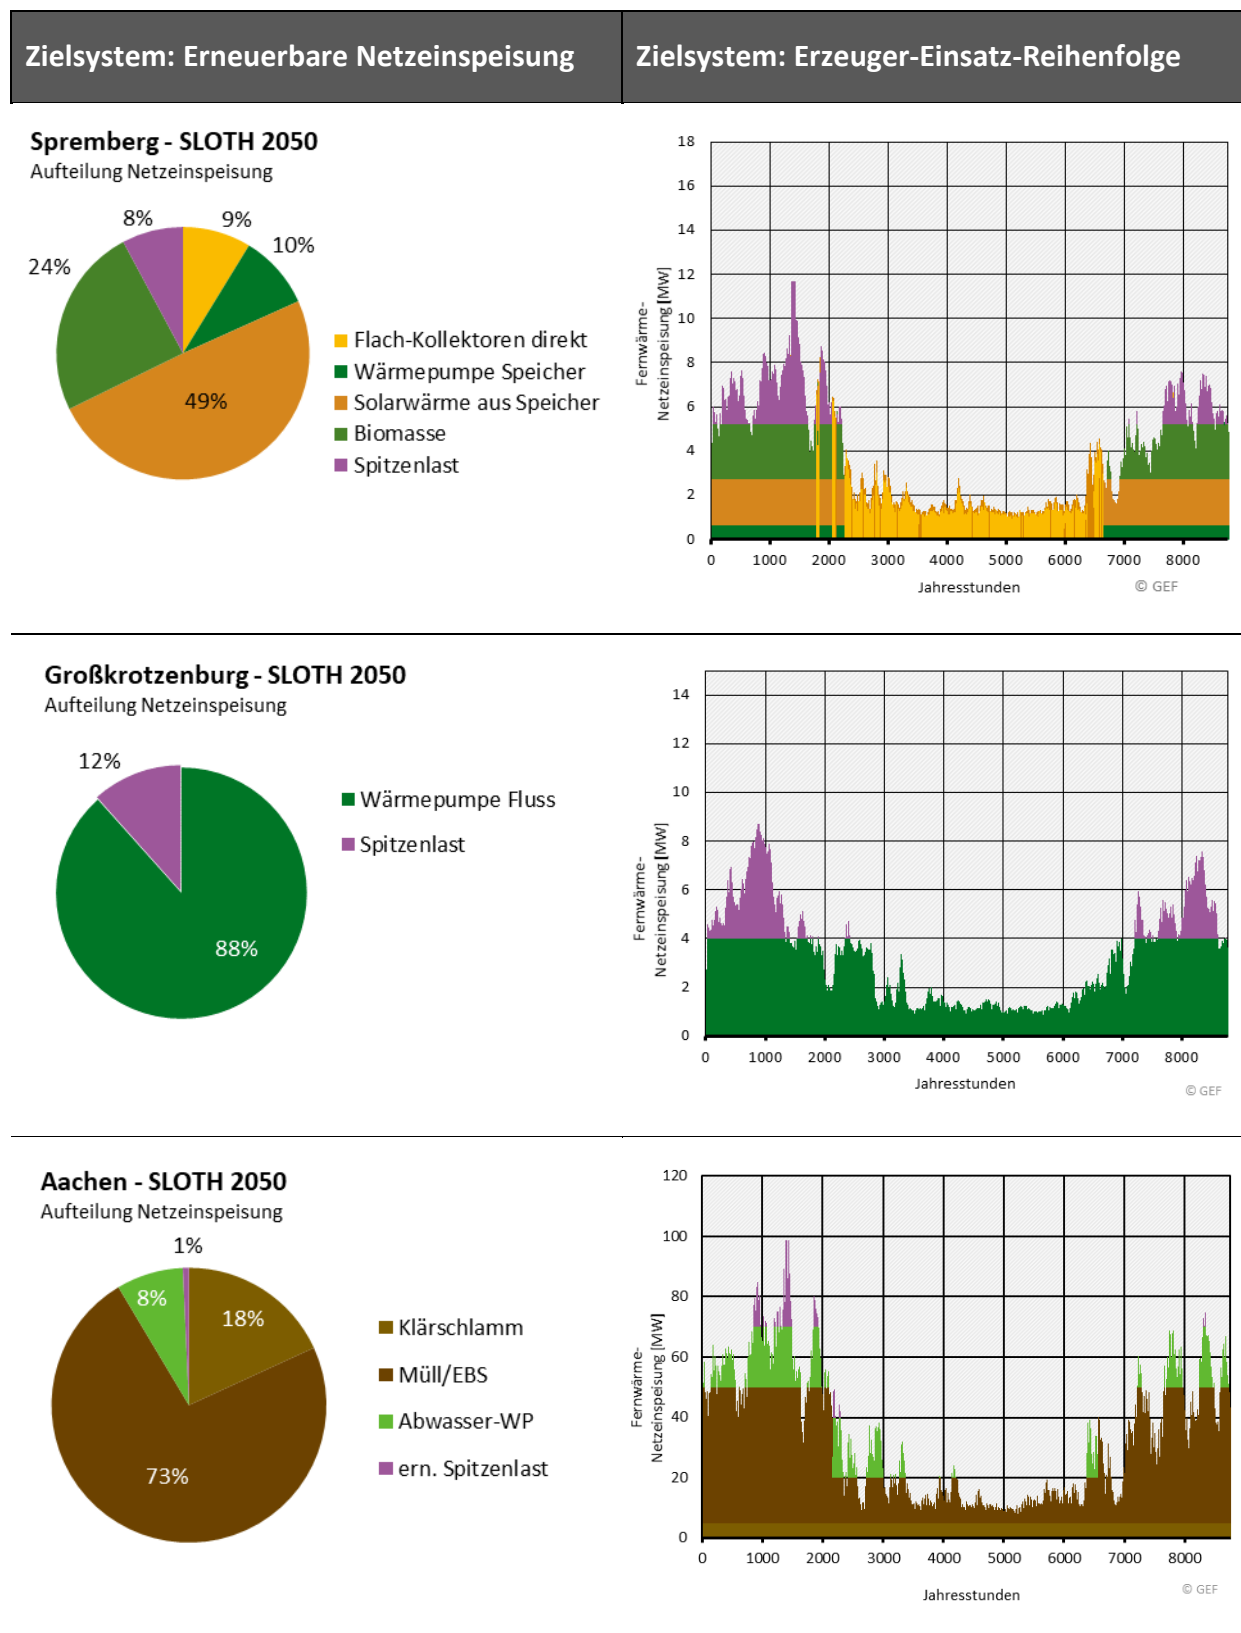 Zielsystem: Erneuerbare Netzeinspeisung
Zielsystem: Erzeuger-Einsatz-Reihenfolge
Spremberg - SLOTH 2050
Aufteilung Netzeinspeisung
8%
9%
10%
24%
49%
Flach-Kollektoren direkt
Wärmepumpe Speicher
Solarwärme aus Speicher
Biomasse
Spitzenlast
Fernwärme-
Netzeinspeisung [MW]
18
16
14
12
10
8
6
4
2
0
0 1000 2000 3000 4000 5000 6000 7000 8000
Jahresstunden
© GEF
Großkrotzenburg - SLOTH 2050
Aufteilung Netzeinspeisung
12%
88%
Wärmepumpe Fluss
Spitzenlast
Fernwärme-
Netzeinspeisung [MW]
14
12
10
8
6
4
2
0
0 1000 2000 3000 4000 5000 6000 7000 8000
Jahresstunden
© GEF
Aachen - SLOTH 2050
Aufteilung Netzeinspeisung
1%
8%
18%
73%
Klärschlamm
Müll/EBS
Abwasser-WP
ern. Spitzenlast
Fernwärme-
Netzeinspeisung [MW]
120
100
80
60
40
20
0
0 1000 2000 3000 4000 5000 6000 7000 8000
Jahresstunden
© GEF